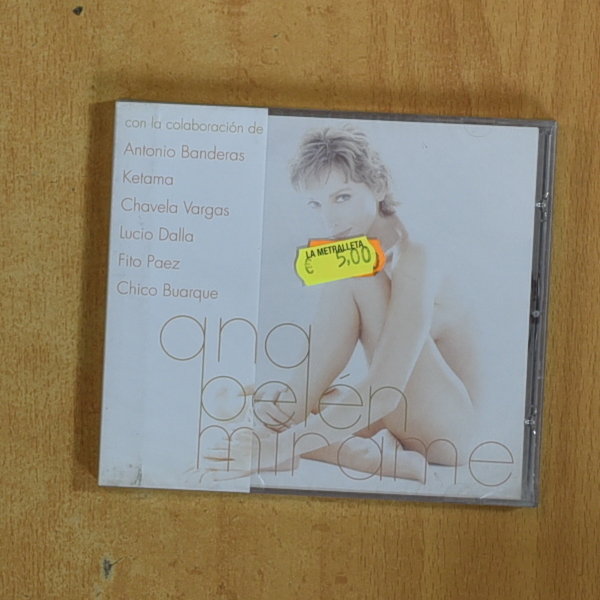 con la colaboración de
Antonio Banderas
Ketama
Chavela Vargas
Lucio Dalla
Fito Paez
Chico Buarque
LA METRALLETA
€ 5,00
ana
belén
mírame